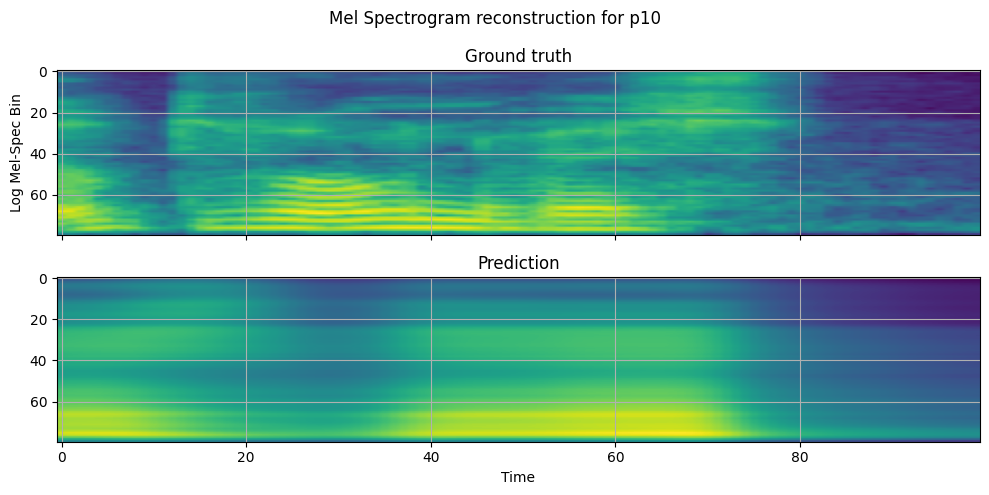 Mel Spectrogram reconstruction for p10
Ground truth
0
20
40
60
Log Mel-Spec Bin
Prediction
0
20
40
60
0 20 40 60 80
Time